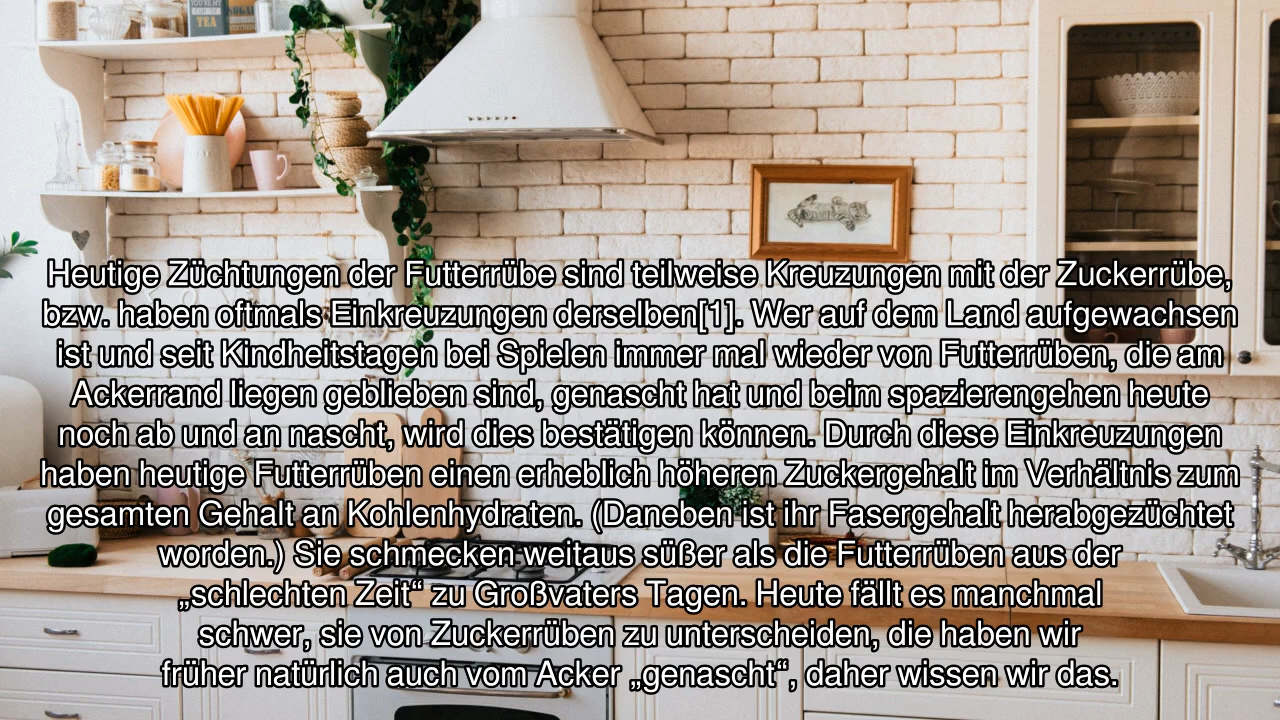 TEA
Heutige Züchtungen der Futterrübe sind teilweise Kreuzungen mit der Zuckerrübe,
bzw. haben oftmals Einkreuzungen derselben[1]. Wer auf dem Land aufgewachsen
ist und seit Kindheitstagen bei Spielen immer mal wieder von Futterrüben, die am
Ackerrand liegen geblieben sind, genascht hat und beim spazierengehen heute
noch ab und an nascht, wird dies bestätigen können. Durch diese Einkreuzungen
haben heutige Futterrüben einen erheblich höheren Zuckergehalt im Verhältnis zum
gesamten Gehalt an Kohlenhydraten. (Daneben ist ihr Fasergehalt herabgezüchtet
worden.) Sie schmecken weitaus süßer als die Futterrüben aus der
„schlechten Zeit“ zu Großvaters Tagen. Heute fällt es manchmal
schwer, sie von Zuckerrüben zu unterscheiden, die haben wir
früher natürlich auch vom Acker „genascht“, daher wissen wir das.